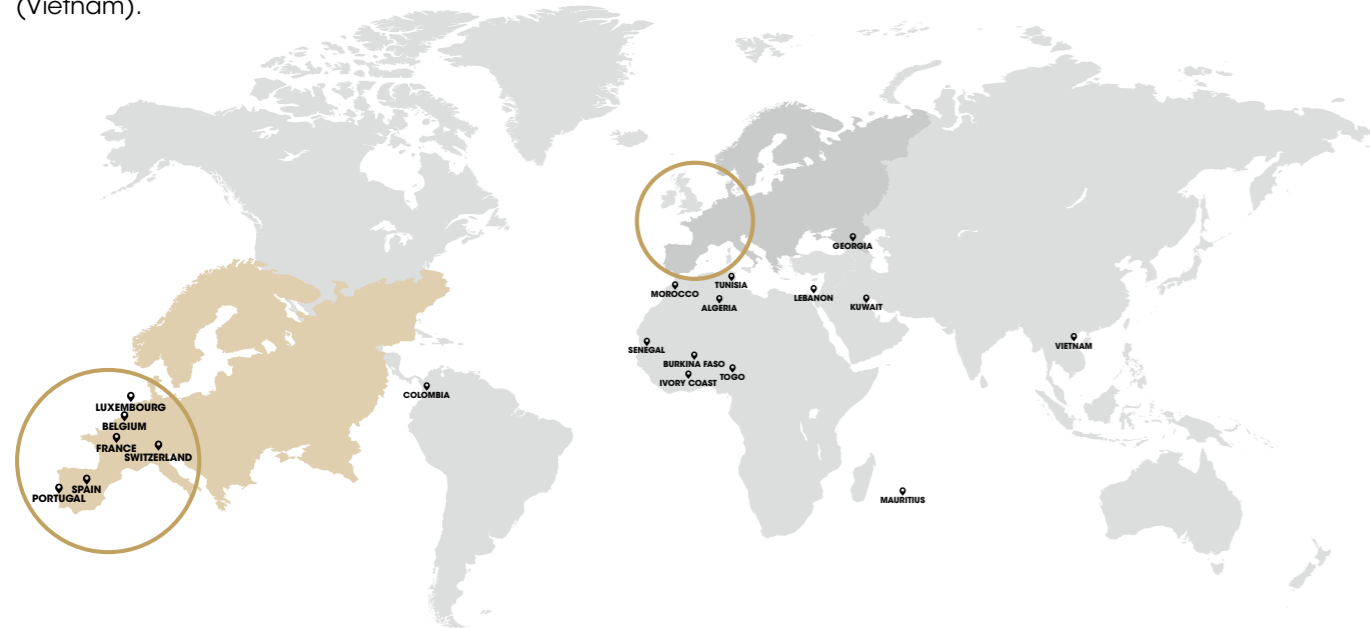 (Vietnam).
GEORGIA
TUNISIA
MOROCCO
LEBANON
ALGERIA
KUWAIT
SENEGAL
VIETNAM
BURKINA FASO
TOGO
IVORY COAST
COLOMBIA
LUXEMBOURG
BELGIUM
FRANCE
SWITZERLAND
SPAIN
PORTUGAL
MAURITIUS